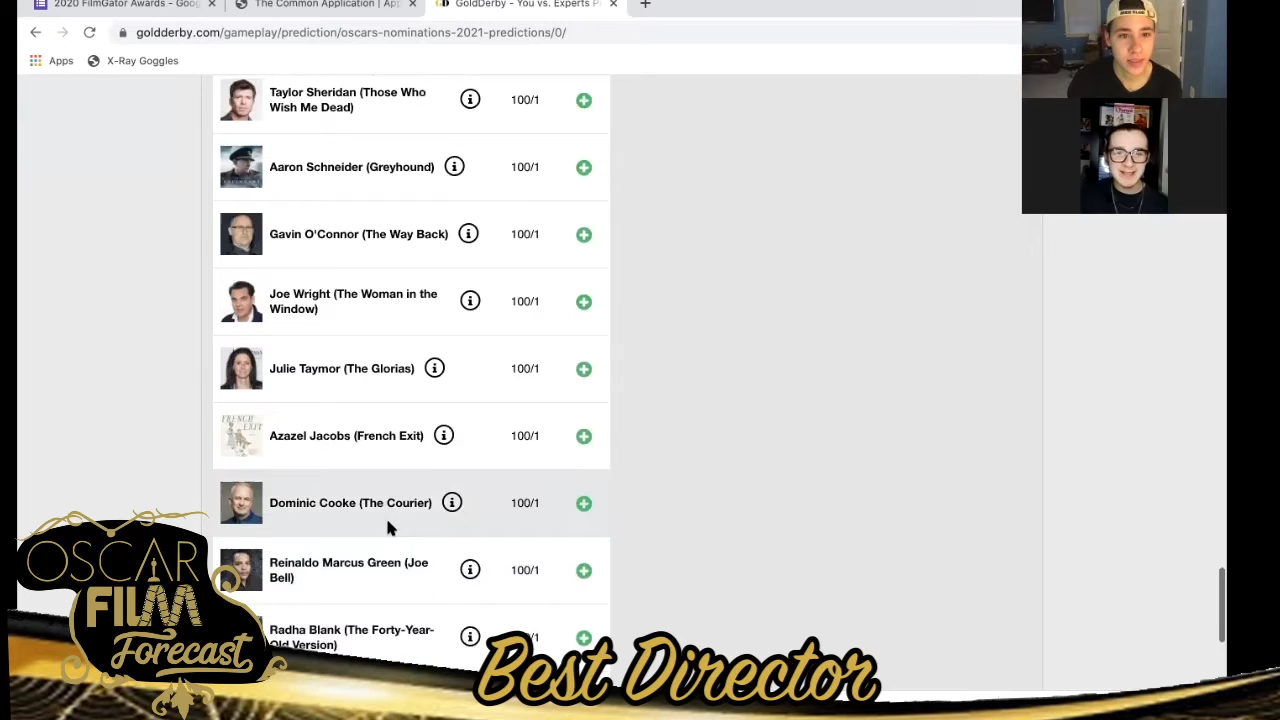 2020 FilmGator Awards - Goog
The Common Application | App
GoldDerby - You vs. Experts P
goldderby.com/gameplay/prediction/oscars-nominations-2021-predictions/0/
Apps
X-Ray Goggles
Taylor Sheridan (Those Who
Wish Me Dead)
100/1
Aaron Schneider (Greyhound)
100/1
Gavin O'Connor (The Way Back)
100/1
Joe Wright (The Woman in the
Window)
100/1
Julie Taymor (The Glorias)
100/1
FRENCH
EXIT
Azazel Jacobs (French Exit)
100/1
Dominic Cooke (The Courier)
100/1
Reinaldo Marcus Green (Joe
Bell)
100/1
Radha Blank (The Forty-Year-
Old Version)
/1
OSCAR
FILM
Forecast
Best Director